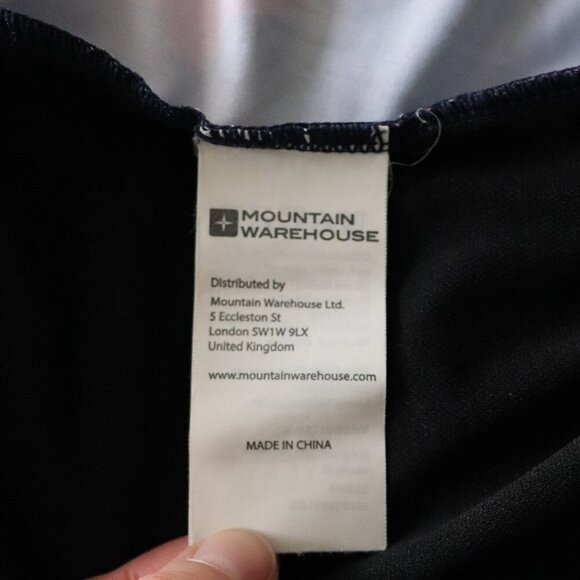 MOUNTAIN
WAREHOUSE
Distributed by
Mountain Warehouse Ltd.
5 Eccleston St
London SW1W 9LX
United Kingdom
www.mountainwarehouse.com
MADE IN CHINA